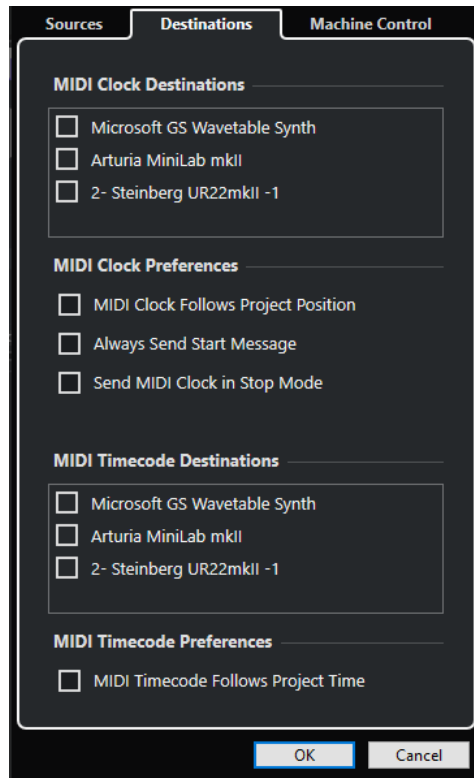 Sources
Destinations
Machine Control
MIDI Clock Destinations
Microsoft GS Wavetable Synth
Arturia MiniLab mkII
2- Steinberg UR22mkII -1
MIDI Clock Preferences
MIDI Clock Follows Project Position
Always Send Start Message
Send MIDI Clock in Stop Mode
MIDI Timecode Destinations
Microsoft GS Wavetable Synth
Arturia MiniLab mkII
2- Steinberg UR22mkII -1
MIDI Timecode Preferences
MIDI Timecode Follows Project Time
OK
Cancel